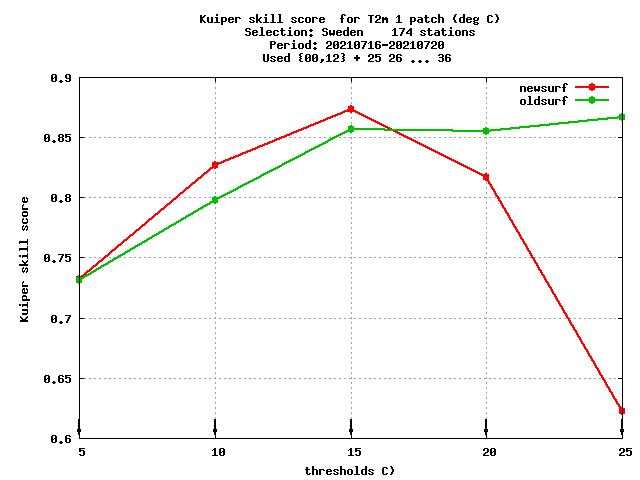 Kuiper skill score  for T2m 1 patch (deg C)
Selection: Sweden    174 stations
Period: 20210716-20210720
Used {00,12} + 25 26 ... 36
newsurf
oldsurf
0.9
0.85
0.8
0.75
0.7
0.65
0.6
Kuiper skill score
5
10
15
20
25
thresholds C)